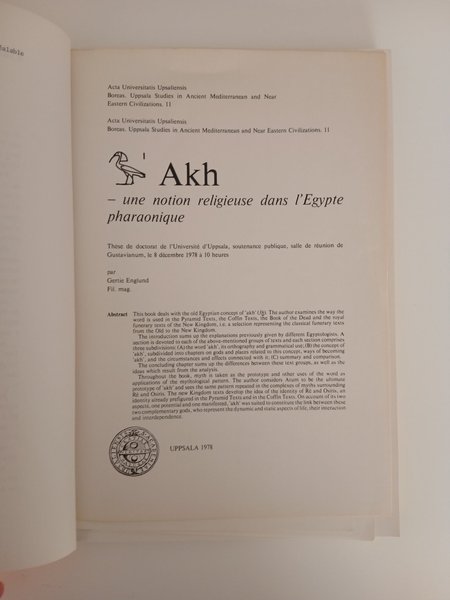 Acta Universitatis Upsaliensis
Boreas. Uppsala Studies in Ancient Mediterranean and Near
Eastern Civilizations. 11
Acta Universitatis Upsaliensis
Boreas. Uppsala Studies in Ancient Mediterranean and Near Eastern Civilizations. 11
Akh
– une notion religieuse dans l'Egypte
pharaonique
Thèse de doctorat de l'Université d'Uppsala, soutenance publique, salle de réunion de
Gustavianum, le 8 décembre 1978 à 10 heures
par
Gertie Englund
Fil. mag.
Abstract This book deals with the old Egyptian concept of 'akh' The author examines the way the
word is used in the Pyramid Texts, the Coffin Texts, the Book of the Dead and the royal
funerary texts of the New Kingdom, i.e. a selection representing the classical funerary texts
from the Old to the New Kingdom.
The introduction sums up the explanations previously given by different Egyptologists. A
section is devoted to each of the above-mentioned groups of texts and each section comprises
three subdivisions: (A) the word 'akh', its orthography and grammatical use; (B) the concept of
'akh', subdivided into chapters on gods and places related to this concept, ways of becoming
'akh', and the circumstances and effects connected with it; (C) summary and comparison.
The concluding chapter sums up the differences between these text groups, as well as the
ideas which result from the analysis.
Throughout the book, myth is taken as the prototype and other uses of the word as
applications of the mythological pattern. The author considers Atum to be the ultimate
prototype of 'akh' and sees the same pattern repeated in the complexes of myths surrounding
Rê and Osiris. The New Kingdom texts develop the idea of the identity of Rê and Osiris, an
identity already prefigured in the Pyramid Texts and in the Coffin Texts. On account of its two
aspects, one potential and one manifested, 'akh' was suited to constitute the link between these
two complementary gods, who represent the dynamic and static aspects of life, their interaction
and interdependence.
UPPSALA 1978